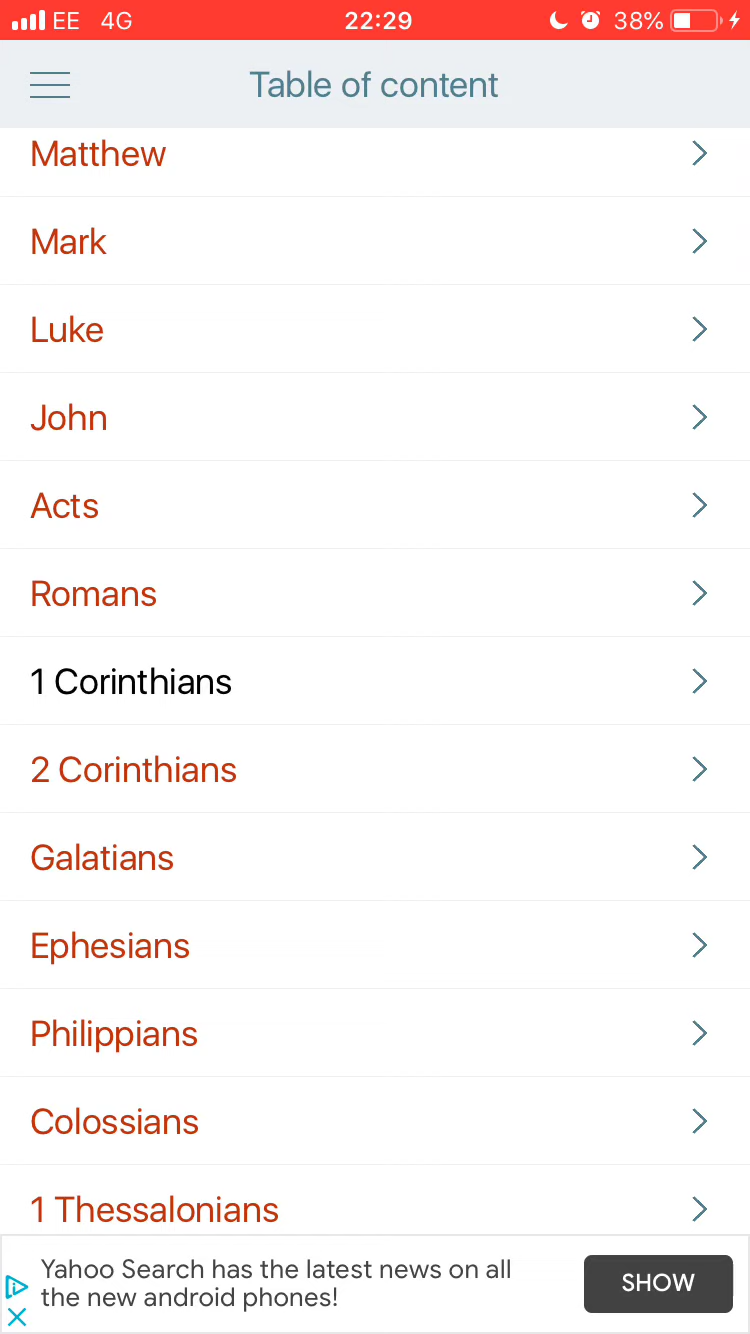 EE 4G 22:29 38%
Table of content
Matthew
Mark
Luke
John
Acts
Romans
1 Corinthians
2 Corinthians
Galatians
Ephesians
Philippians
Colossians
1 Thessalonians
Yahoo Search has the latest news on all
the new android phones!
SHOW